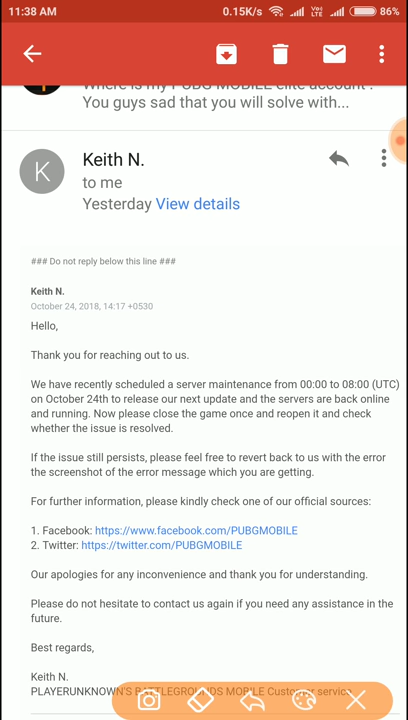 11:38 AM 0.15K/s VoI) LTE 86%
Where is my PUBG MOBILE elite account .
You guys sad that you will solve with...
K
Keith N.
to me
Yesterday View details
### Do not reply below this line ###
Keith N.
October 24, 2018, 14:17 +0530
Hello,
Thank you for reaching out to us.
We have recently scheduled a server maintenance from 00:00 to 08:00 (UTC)
on October 24th to release our next update and the servers are back online
and running. Now please close the game once and reopen it and check
whether the issue is resolved.
If the issue still persists, please feel free to revert back to us with the error
the screenshot of the error message which you are getting.
For further information, please kindly check one of our official sources:
1. Facebook: https://www.facebook.com/PUBGMOBILE
2. Twitter: https://twitter.com/PUBGMOBILE
Our apologies for any inconvenience and thank you for understanding.
Please do not hesitate to contact us again if you need any assistance in the
future.
Best regards,
Keith N.
PLAYERUNKNOWN'S BATTLEGROUNDS MOBILE Customer service